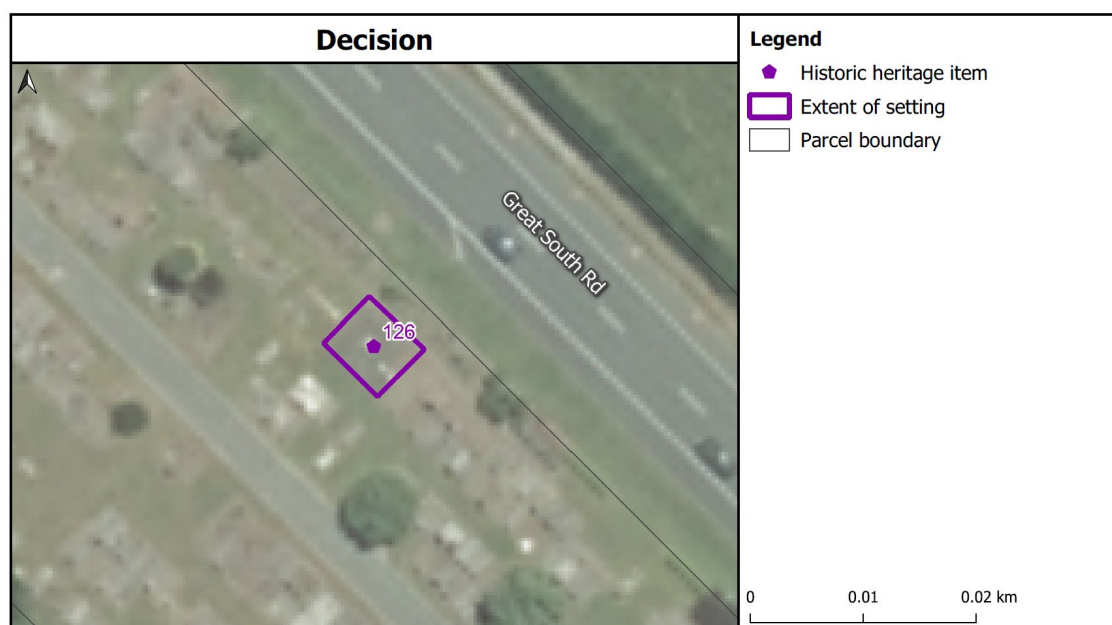 Decision
Legend
Historic heritage item
Extent of setting
Parcel boundary
Great South Rd
126
0 0.01 0.02 km